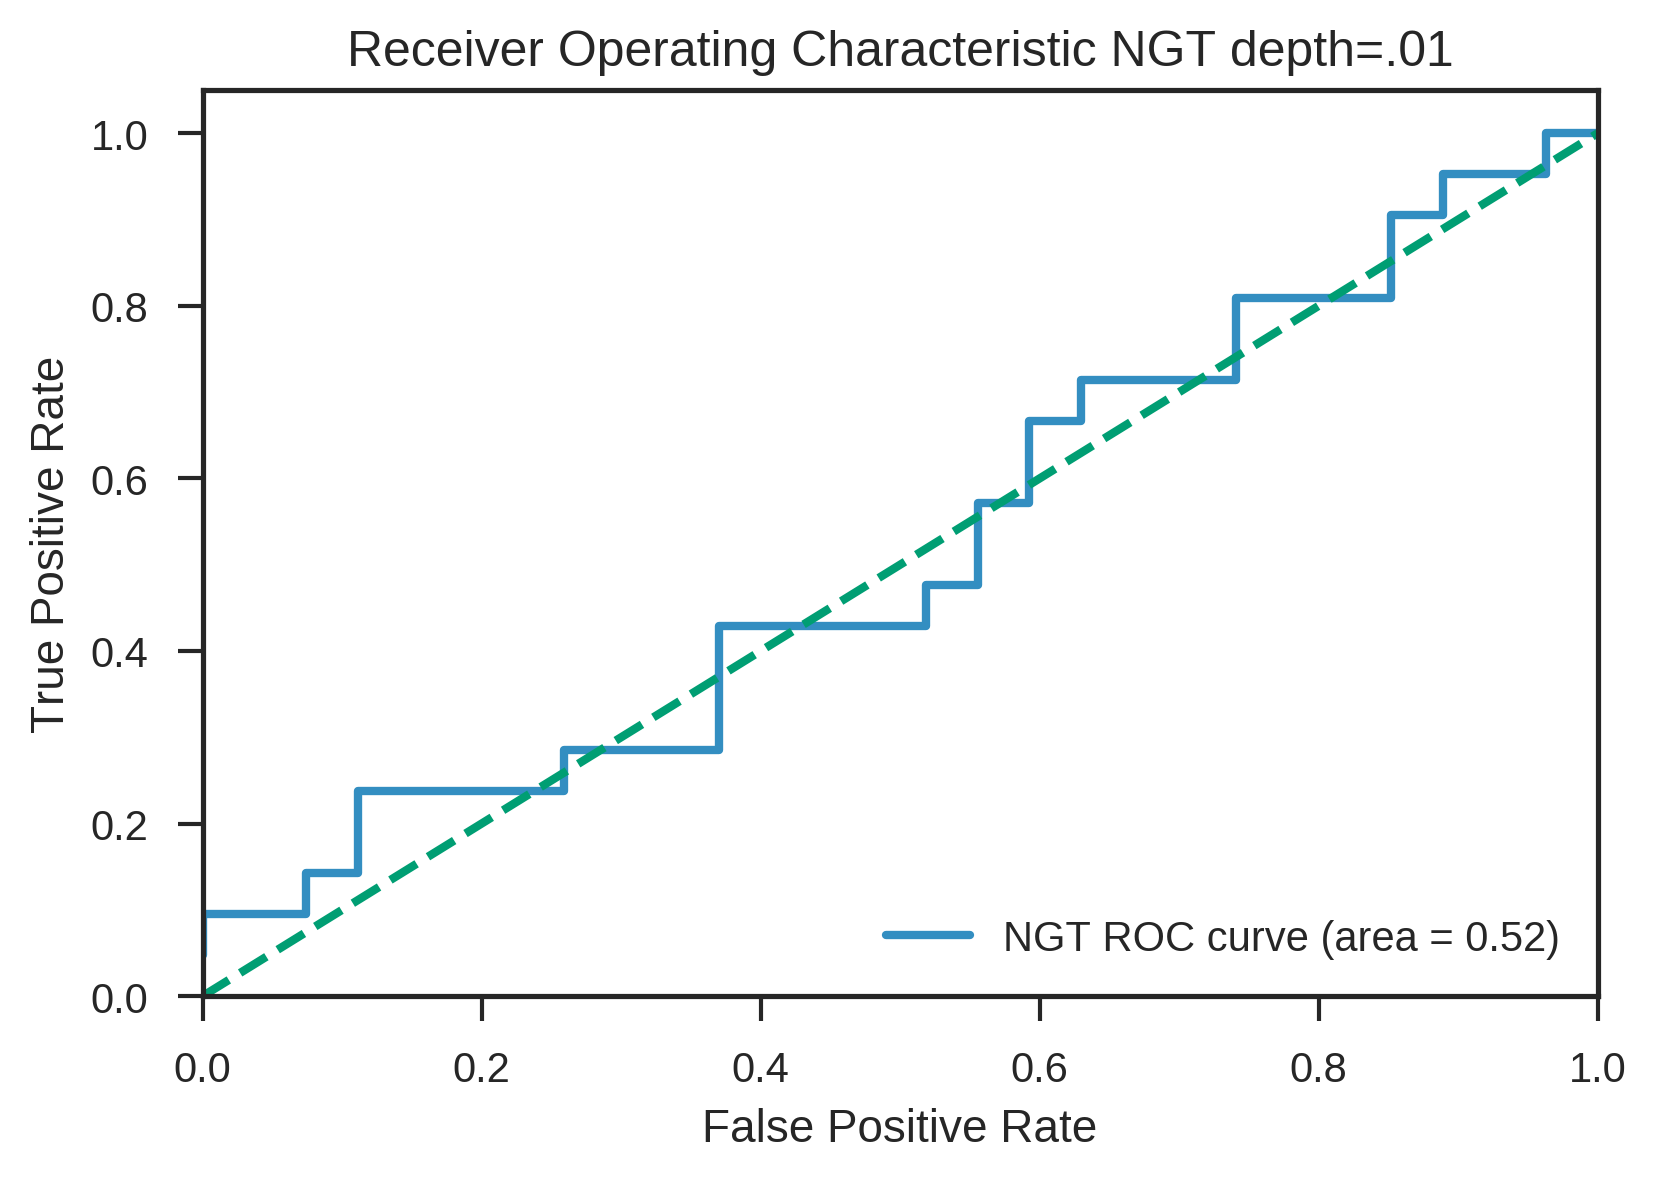 Receiver Operating Characteristic NGT depth=.01
1.0
0.8
0.6
0.4
0.2
0.0
True Positive Rate
NGT ROC curve (area = 0.52)
0.0 0.2 0.4 0.6 0.8 1.0
False Positive Rate